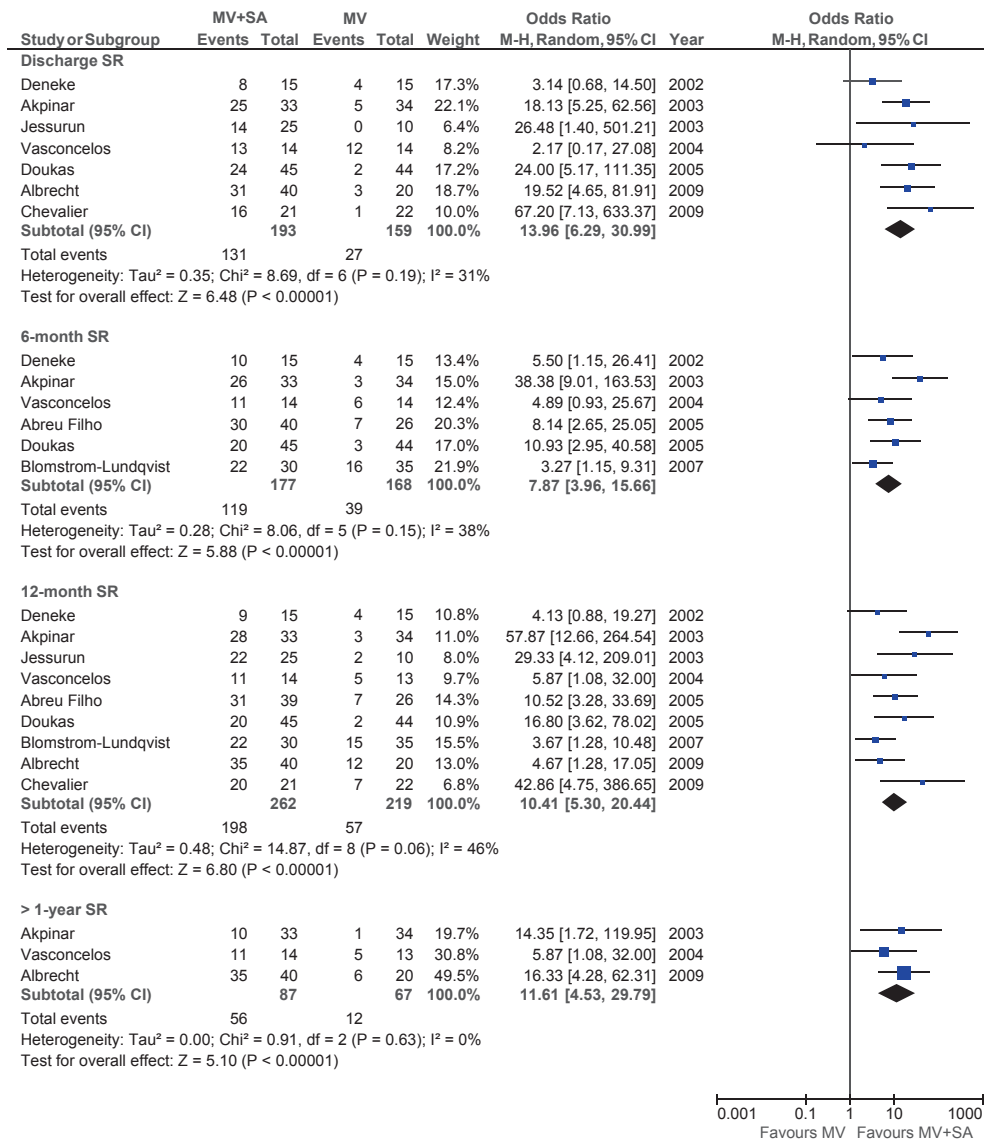 MV+SA MV Odds Ratio Odds Ratio
Study or Subgroup Events Total Events Total Weight M-H, Random, 95% CI Year M-H, Random, 95% CI
Discharge SR
Deneke 8 15 4 15 17.3% 3.14 [0.68, 14.50] 2002
Akpinar 25 33 5 34 22.1% 18.13 [5.25, 62.56] 2003
Jessurun 14 25 0 10 6.4% 26.48 [1.40, 501.21] 2003
Vasconcelos 13 14 12 14 8.2% 2.17 [0.17, 27.08] 2004
Doukas 24 45 2 44 17.2% 24.00 [5.17, 111.35] 2005
Albrecht 31 40 3 20 18.7% 19.52 [4.65, 81.91] 2009
Chevalier 16 21 1 22 10.0% 67.20 [7.13, 633.37] 2009
Subtotal (95% CI) 193 159 100.0% 13.96 [6.29, 30.99]
Total events 131 27
Heterogeneity: Tau² = 0.35; Chi² = 8.69, df = 6 (P = 0.19); I² = 31%
Test for overall effect: Z = 6.48 (P < 0.00001)
6-month SR
Deneke 10 15 4 15 13.4% 5.50 [1.15, 26.41] 2002
Akpinar 26 33 3 34 15.0% 38.38 [9.01, 163.53] 2003
Vasconcelos 11 14 6 14 12.4% 4.89 [0.93, 25.67] 2004
Abreu Filho 30 40 7 26 20.3% 8.14 [2.65, 25.05] 2005
Doukas 20 45 3 44 17.0% 10.93 [2.95, 40.58] 2005
Blomstrom-Lundqvist 22 30 16 35 21.9% 3.27 [1.15, 9.31] 2007
Subtotal (95% CI) 177 168 100.0% 7.87 [3.96, 15.66]
Total events 119 39
Heterogeneity: Tau² = 0.28; Chi² = 8.06, df = 5 (P = 0.15); I² = 38%
Test for overall effect: Z = 5.88 (P < 0.00001)
12-month SR
Deneke 9 15 4 15 10.8% 4.13 [0.88, 19.27] 2002
Akpinar 28 33 3 34 11.0% 57.87 [12.66, 264.54] 2003
Jessurun 22 25 2 10 8.0% 29.33 [4.12, 209.01] 2003
Vasconcelos 11 14 5 13 9.7% 5.87 [1.08, 32.00] 2004
Abreu Filho 31 39 7 26 14.3% 10.52 [3.28, 33.69] 2005
Doukas 20 45 2 44 10.9% 16.80 [3.62, 78.02] 2005
Blomstrom-Lundqvist 22 30 15 35 15.5% 3.67 [1.28, 10.48] 2007
Albrecht 35 40 12 20 13.0% 4.67 [1.28, 17.05] 2009
Chevalier 20 21 7 22 6.8% 42.86 [4.75, 386.65] 2009
Subtotal (95% CI) 262 219 100.0% 10.41 [5.30, 20.44]
Total events 198 57
Heterogeneity: Tau² = 0.48; Chi² = 14.87, df = 8 (P = 0.06); I² = 46%
Test for overall effect: Z = 6.80 (P < 0.00001)
> 1-year SR
Akpinar 10 33 1 34 19.7% 14.35 [1.72, 119.95] 2003
Vasconcelos 11 14 5 13 30.8% 5.87 [1.08, 32.00] 2004
Albrecht 35 40 6 20 49.5% 16.33 [4.28, 62.31] 2009
Subtotal (95% CI) 87 67 100.0% 11.61 [4.53, 29.79]
Total events 56 12
Heterogeneity: Tau² = 0.00; Chi² = 0.91, df = 2 (P = 0.63); I² = 0%
Test for overall effect: Z = 5.10 (P < 0.00001)
0.001 0.1 1 10 1000
Favours MV Favours MV+SA